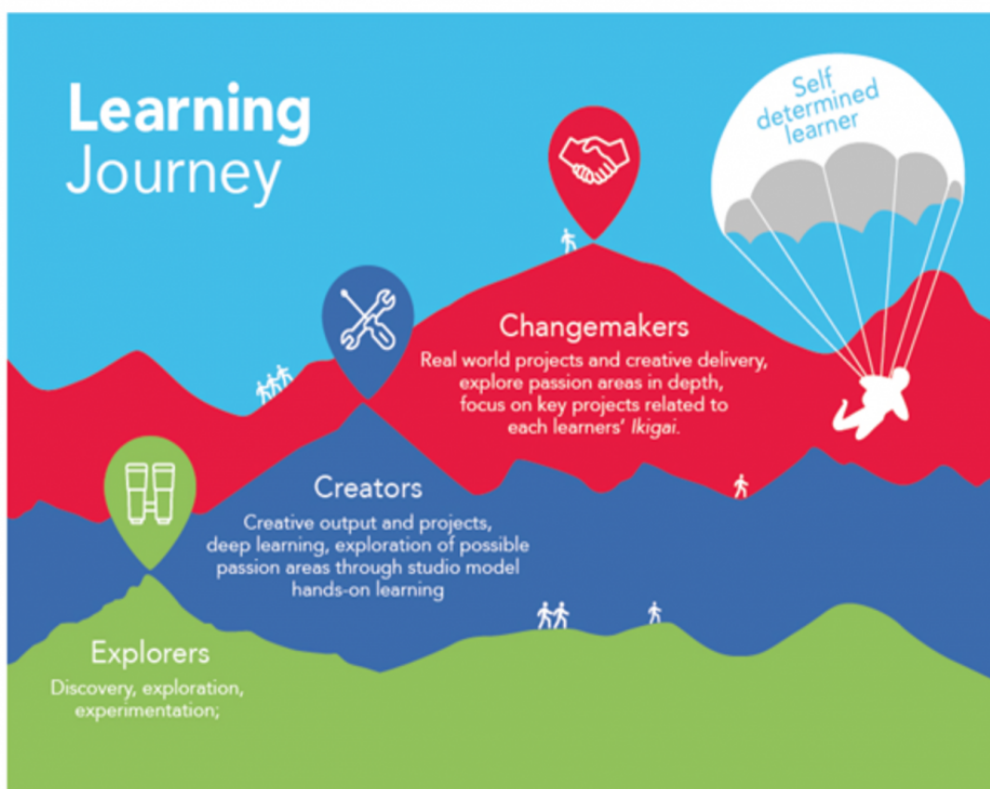 Learning
Journey
Self
determined
learner
Changemakers
Real world projects and creative delivery,
explore passion areas in depth,
focus on key projects related to
each learners' Ikigai.
Creators
Creative output and projects,
deep learning, exploration of possible
passion areas through studio model
hands-on learning
Explorers
Discovery, exploration,
experimentation;